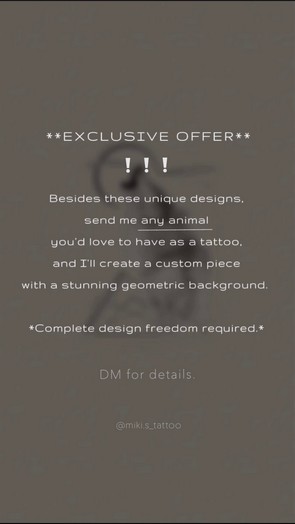 **EXCLUSIVE OFFER**
!!!
Besides these unique designs,
send me any animal
you'd love to have as a tattoo,
and I'll create a custom piece
with a stunning geometric background.
*Complete design freedom required.*
DM for details.
@miki.s_tattoo